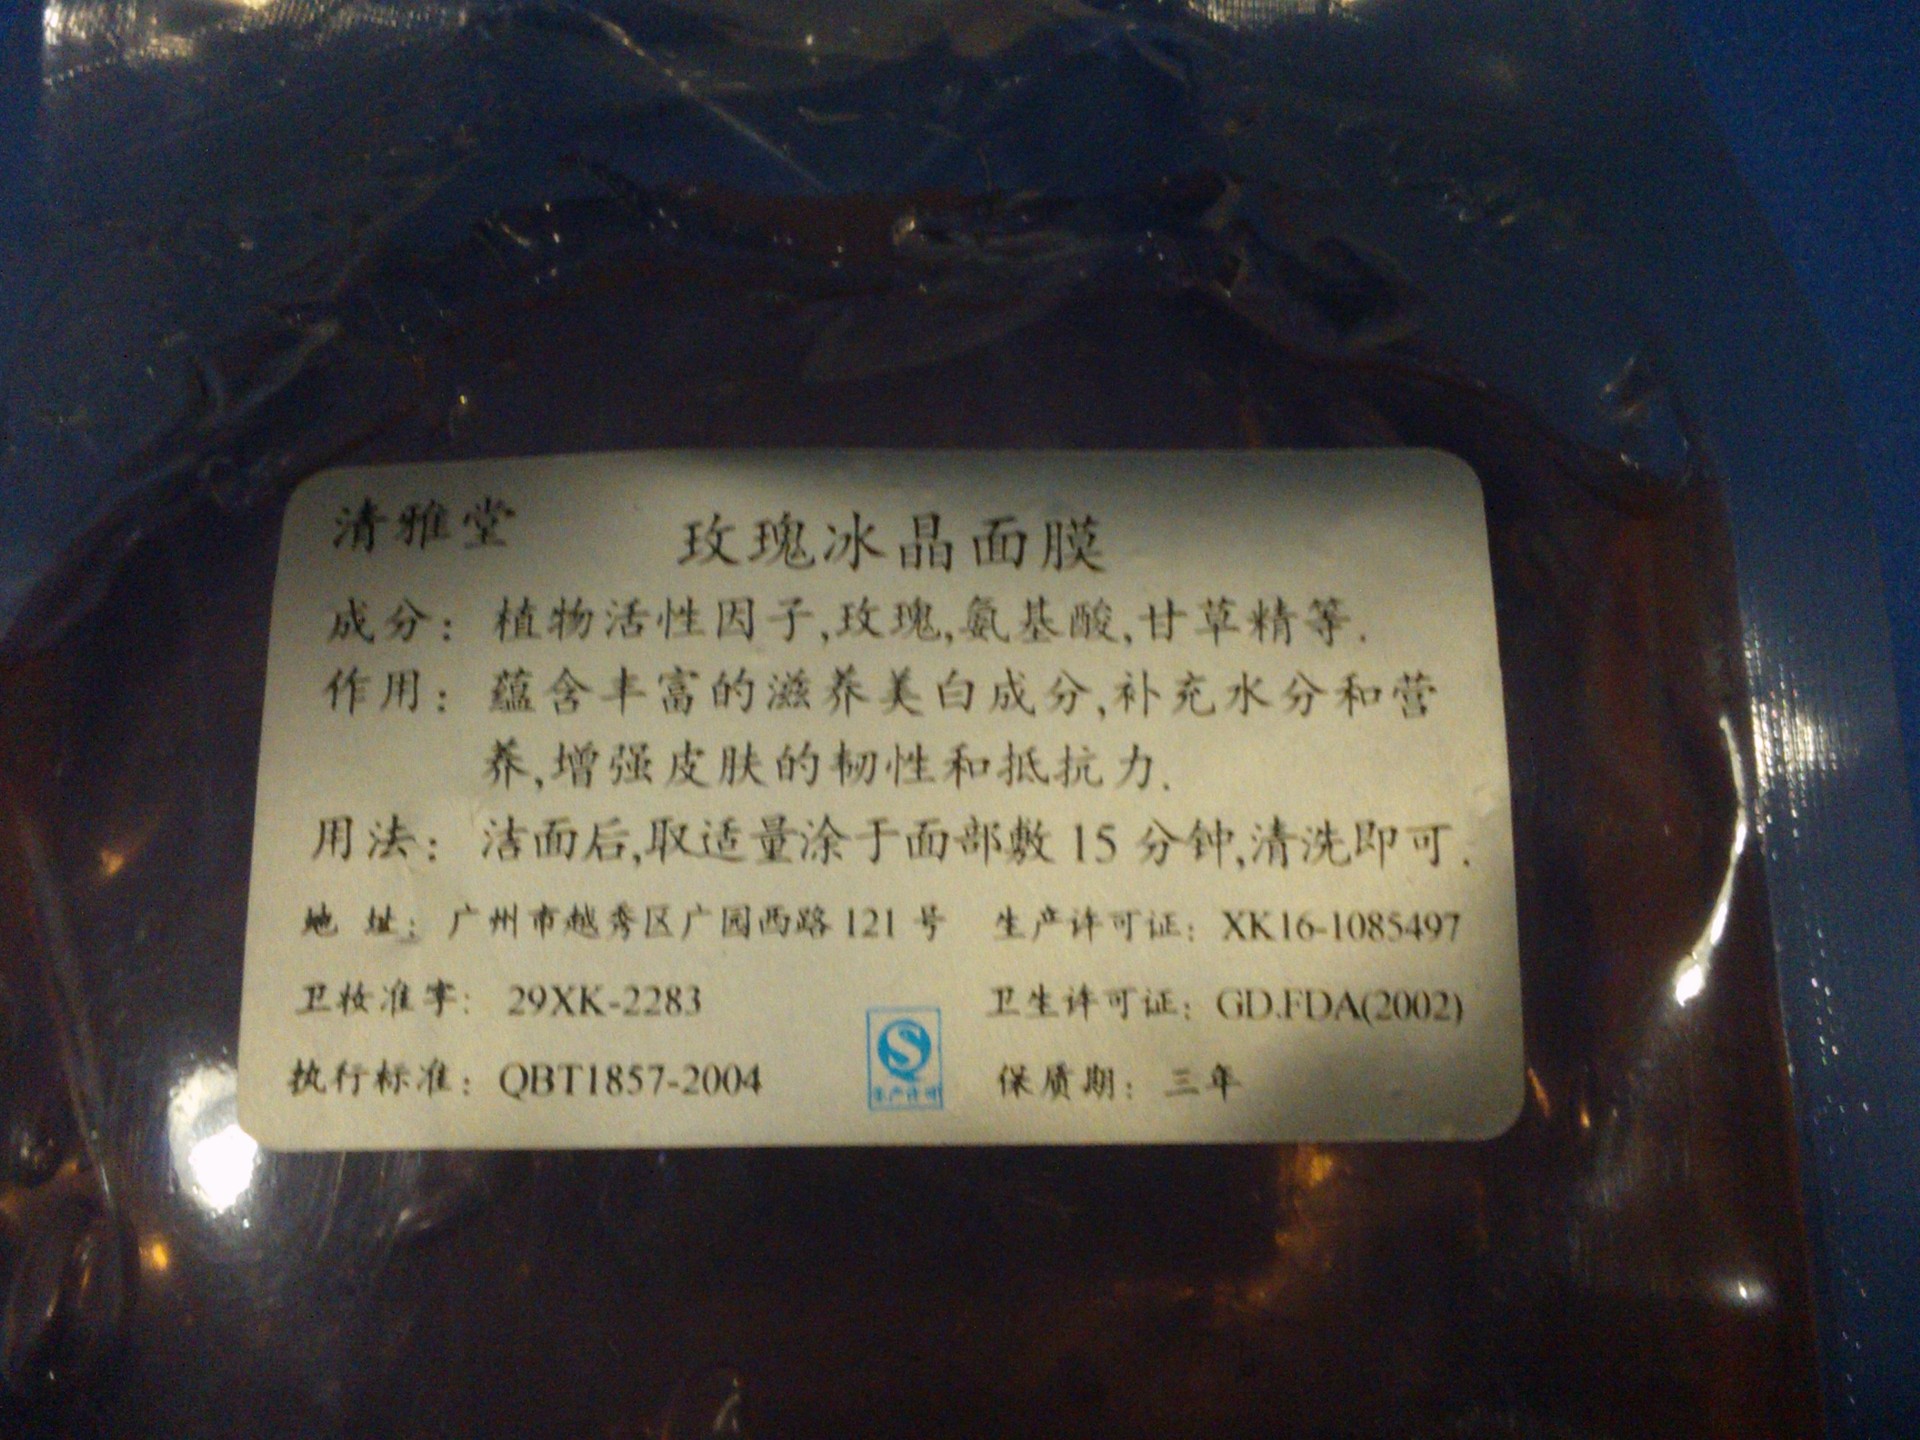 清雅堂 玫瑰冰晶面膜
成分：植物活性因子,玫瑰,氨基酸,甘草精等.
作用：蕴含丰富的滋养美白成分,补充水分和营
养,增强皮肤的韧性和抵抗力.
用法：洁面后,取适量涂于面部敷15分钟,清洗即可.
地 址：广州市越秀区广园西路121号 生产许可证：XK16-1085497
卫妆准字：29XK-2283 卫生许可证：GD.FDA(2002)
执行标准：QBT1857-2004 保质期：三年
生产许可